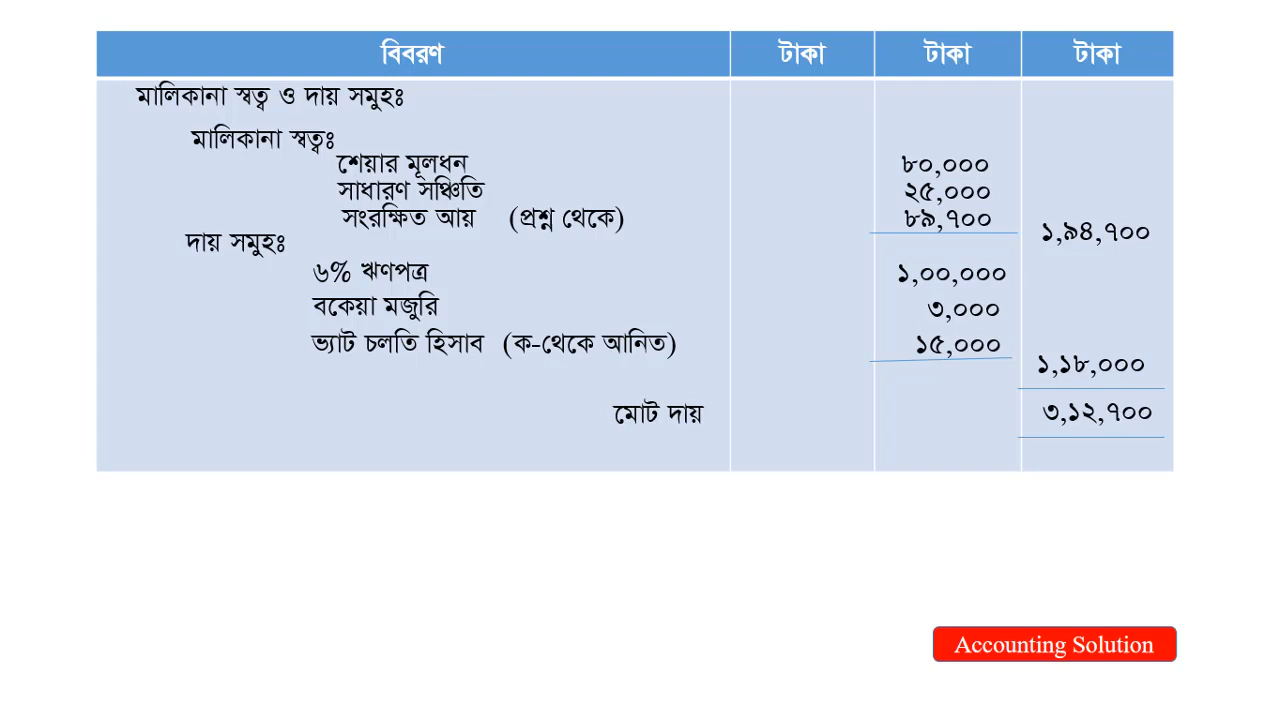 বিবরণ টাকা টাকা টাকা
মালিকানা স্বত্ব ও দায় সমুহঃ
মালিকানা স্বত্বঃ
শেয়ার মূলধন ৮০,০০০
সাধারণ সঞ্চিতি ২৫,০০০
সংরক্ষিত আয় (প্রশ্ন থেকে) ৮৯,৭০০
১,৯৪,৭০০
দায় সমুহঃ
৬% ঋণপত্র ১,০০,০০০
বকেয়া মজুরি ৩,০০০
ভ্যাট চলতি হিসাব (ক-থেকে আনিত) ১৫,০০০
১,১৮,০০০
মোট দায় ৩,১২,৭০০
Accounting Solution